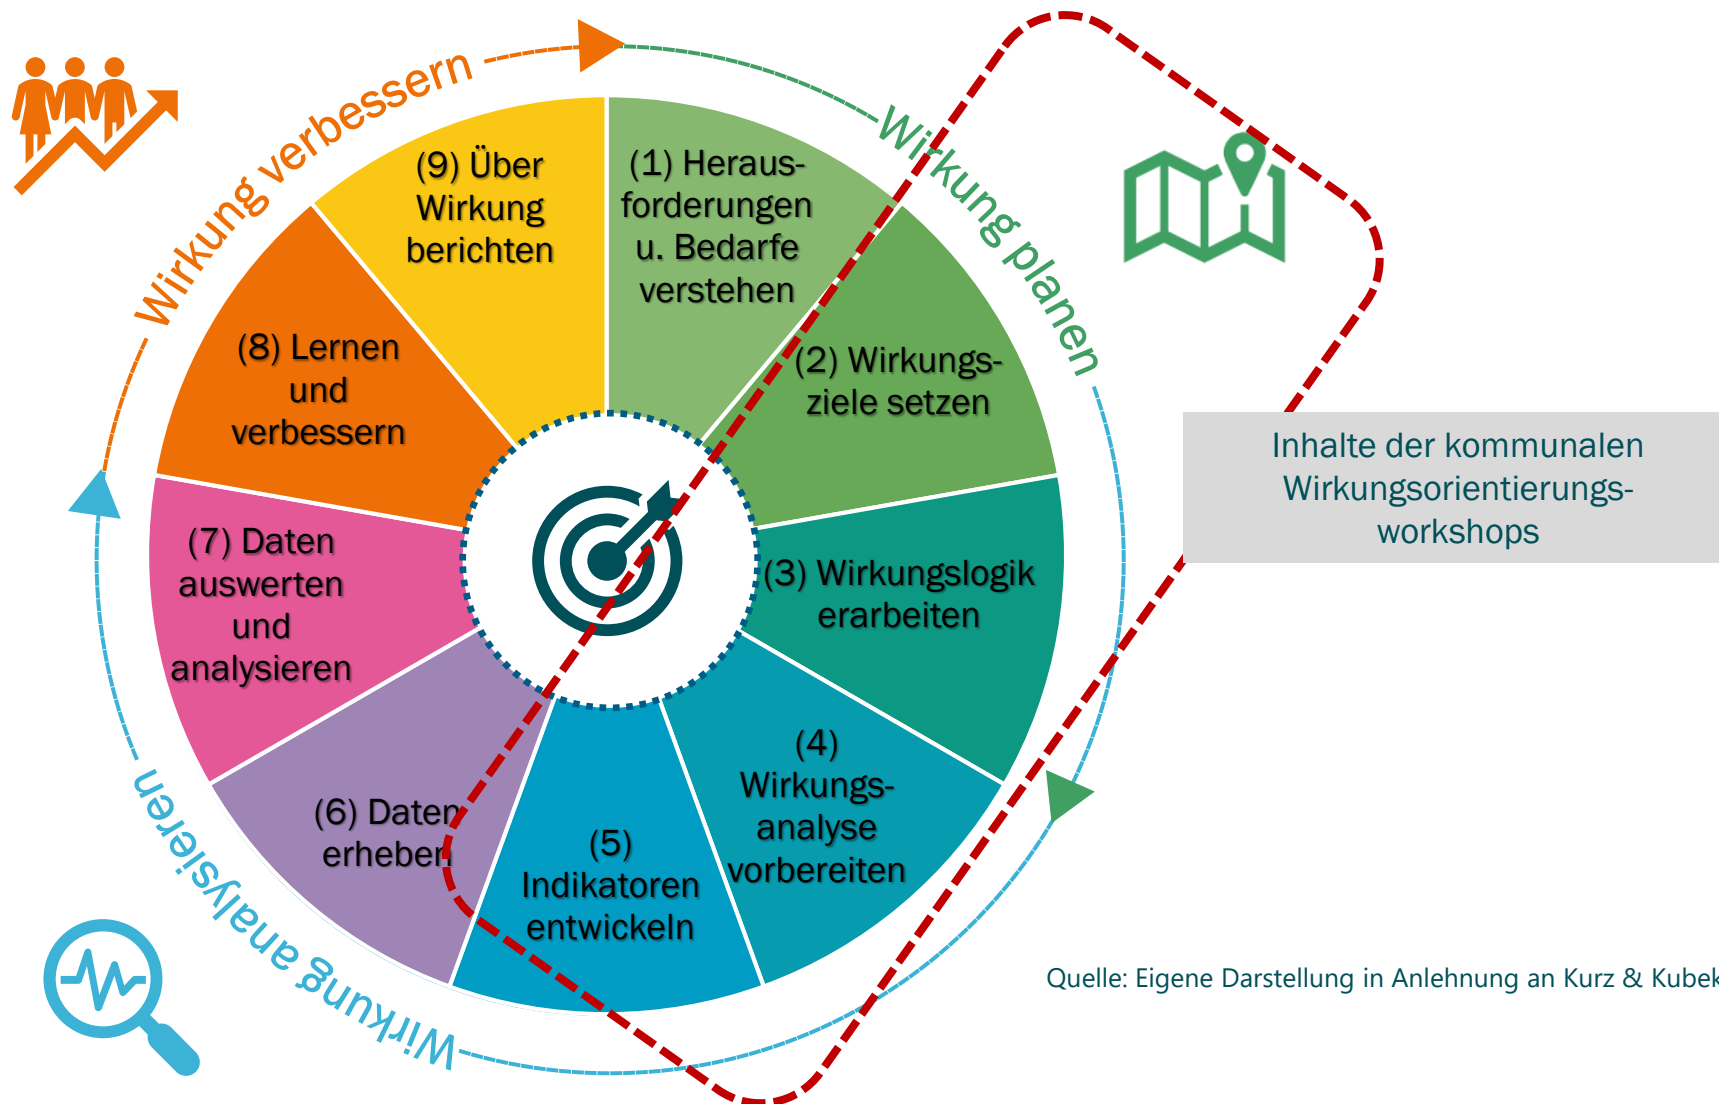 Wirkung verbessern
Wirkung planen
Wirkung analysieren
(1) Heraus-
forderungen
u. Bedarfe
verstehen
(2) Wirkungs-
ziele setzen
(3) Wirkungslogik
erarbeiten
(4)
Wirkungs-
analyse
vorbereiten
(5)
Indikatoren
entwickeln
(6) Daten
erheben
(7) Daten
auswerten
und
analysieren
(8) Lernen
und
verbessern
(9) Über
Wirkung
berichten
Inhalte der kommunalen
Wirkungsorientierungs-
workshops
Quelle: Eigene Darstellung in Anlehnung an Kurz & Kubek